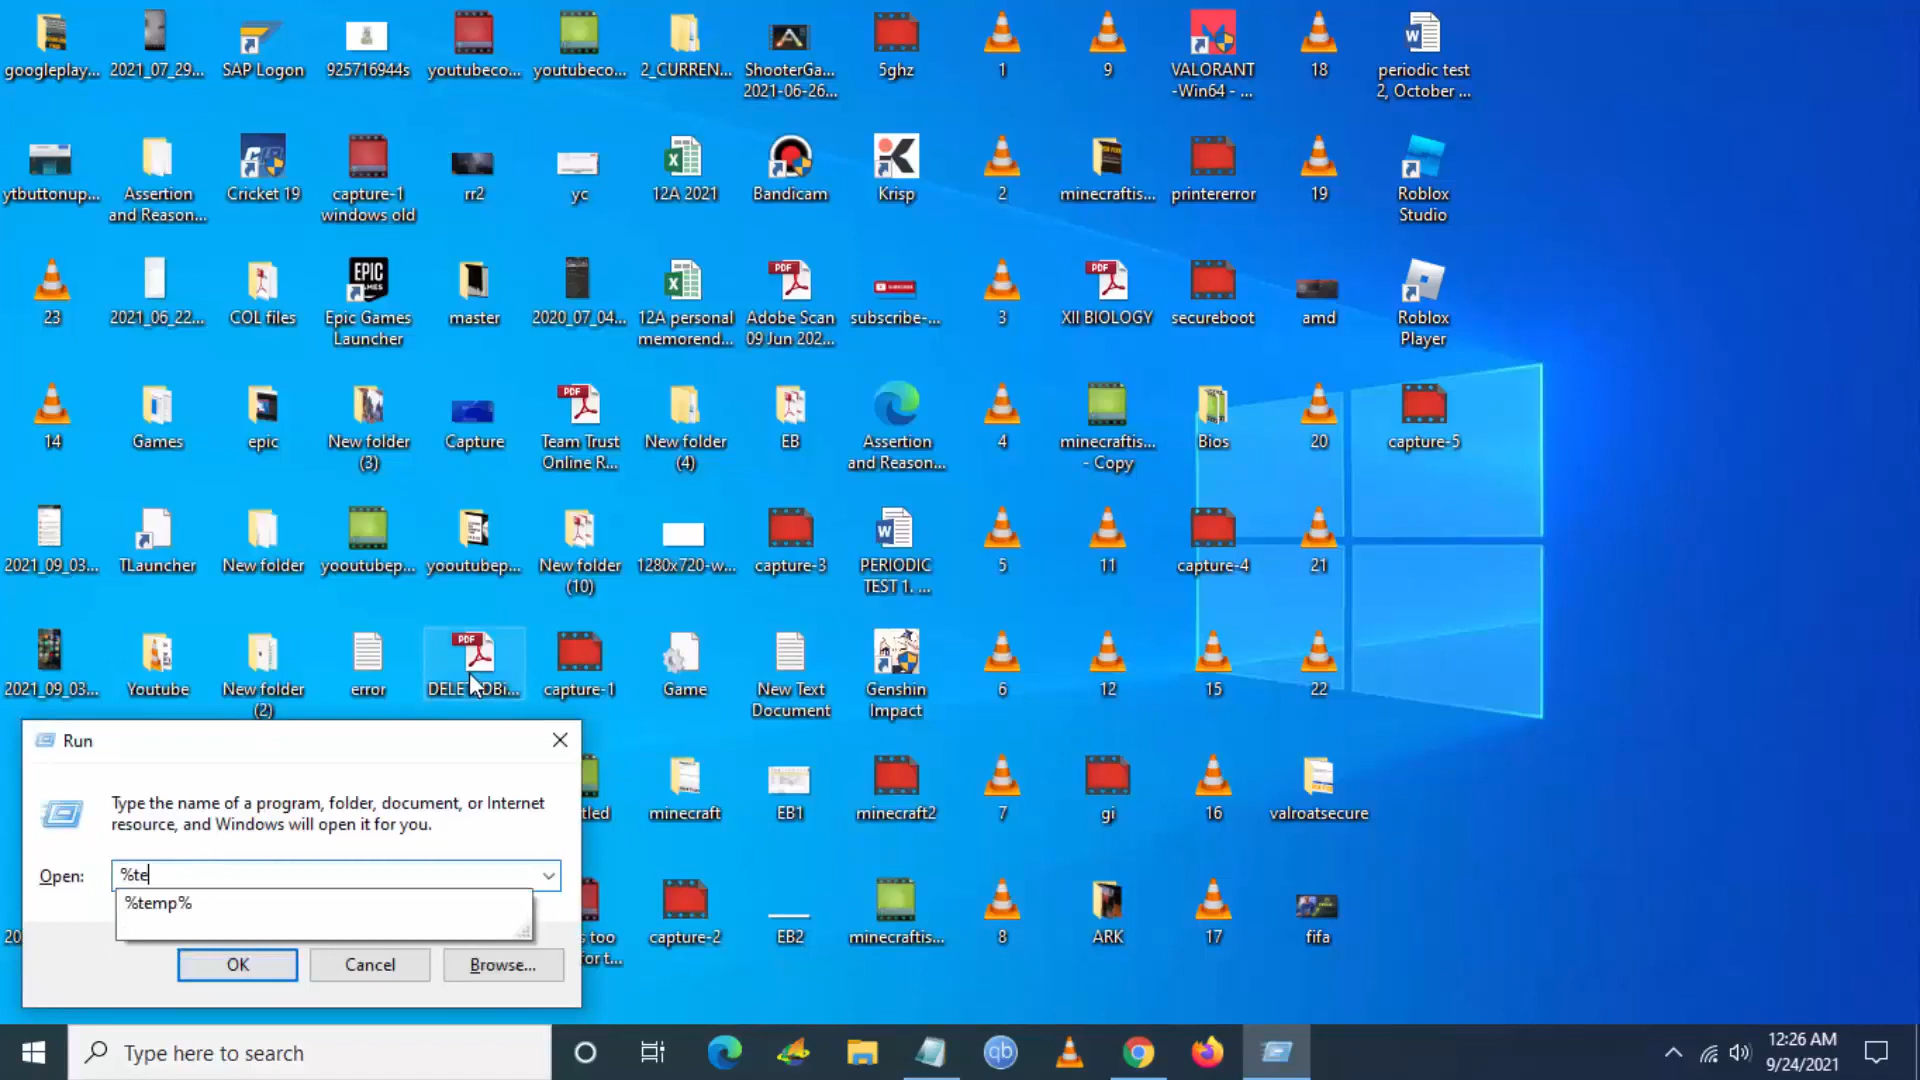 googleplay...
2021_07_29...
SAP Logon
925716944s
youtubeco...
youtubeco...
2_CURREN...
ShooterGa...
2021-06-26...
5ghz
1
9
VALORANT
-Win64 - ...
18
periodic test
2, October ...
ytbuttonup...
Assertion
and Reason...
Cricket 19
capture-1
windows old
rr2
yc
12A 2021
Bandicam
Krisp
2
minecraftis...
printererror
19
Roblox
Studio
23
2021_06_22...
COL files
EPIC
GAMES
Epic Games
Launcher
master
2020_07_04...
12A personal
memorend...
PDF
Adobe Scan
09 Jun 202...
SUBSCRIBE
subscribe-...
3
PDF
XII BIOLOGY
secureboot
amd
Roblox
Player
14
Games
epic
New folder
(3)
Capture
PDF
Team Trust
Online R...
New folder
(4)
EB
Assertion
and Reason...
4
minecraftis...
- Copy
Bios
20
capture-5
2021_09_03...
TLauncher
New folder
yooutubep...
yooutubep...
New folder
(10)
1280x720-w...
capture-3
PERIODIC
TEST 1. ...
5
11
capture-4
21
2021_09_03...
Youtube
New folder
(2)
error
PDF
capture-1
Game
New Text
Document
Genshin
Impact
6
12
15
22
tled
minecraft
EB1
minecraft2
7
gi
16
valroatsecure
20
s too
for t...
capture-2
EB2
minecraftis...
8
ARK
17
fifa
Run
Type the name of a program, folder, document, or Internet
resource, and Windows will open it for you.
Open:
%te
%temp%
OK
Cancel
Browse...
Type here to search
qb
12:26 AM
9/24/2021